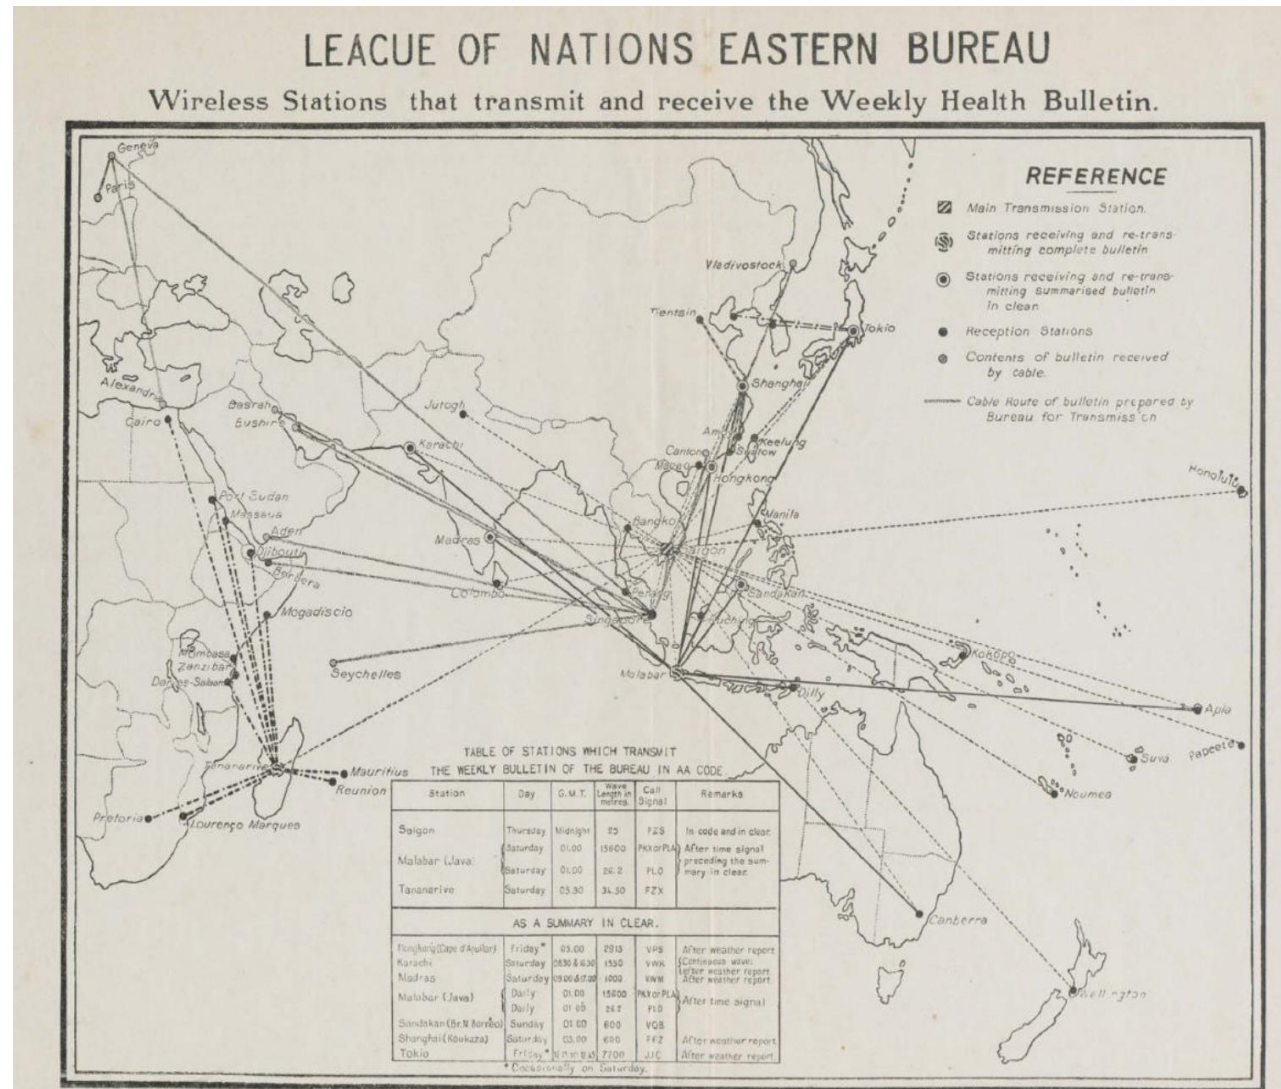 LEAGUE OF NATIONS EASTERN BUREAU
Wireless Stations that transmit and receive the Weekly Health Bulletin.
REFERENCE
Main Transmission Station.
Stations receiving and re-trans-
mitting complete bulletin
Stations receiving and re-trans-
mitting summarised bulletin
in clear.
Reception Stations
Contents of bulletin received
by cable.
Cable Route of bulletin prepared by
Bureau for Transmission
Geneva
Paris
Vladivostock
Tientsin
Tokio
Shanghai
Alexandria
Cairo
Basrah
Bushire
Jutogh
Karachi
Amoy
Keelung
Swatow
Canton
Macao
Hongkong
Honolulu
Port Sudan
Massaua
Aden
Djibouti
Berbera
Madras
Colombo
Bangkok
Saigon
Manila
Penang
Singapore
Sandakan
Kuching
Mogadiscio
Mombasa
Zanzibar
Dar-es-Salaam
Seychelles
Malabar
Dilly
Kokopo
Apia
Suva
Papeete
Noumea
Tananarive
Mauritius
Reunion
Pretoria
Lourenço Marques
Canberra
Wellington
TABLE OF STATIONS WHICH TRANSMIT
THE WEEKLY BULLETIN OF THE BUREAU IN AA CODE
Station Day G.M.T. Wave Length in metres. Call Signal Remarks
Saigon Thursday Midnight 25 FZS In code and in clear.
Malabar (Java) Saturday 01.00 15600 PKX or PLA After time signal
preceding the sum-
Saturday 01.00 26.2 PLO mary in clear.
Tananarive Saturday 03.30 34.50 FZX
AS A SUMMARY IN CLEAR.
Hongkong (Cape d'Aguilar) Friday* 03.00 VPS After weather report
Karachi Saturday 1350 VWK Continuous wave;
after weather report
Madras Saturday 1000 VWM After weather report
Malabar (Java) Daily 01.00 15600 PKX or PLA After time signal
Daily 01.00 26.2 PLO
Sandakan (Br. N. Borneo) Sunday 01.00 600 VQB
Shanghai (Koukaza) Saturday 03.00 600 FFZ After weather report
Tokio Friday* 7700 JJC After weather report
* Occasionally on Saturday.